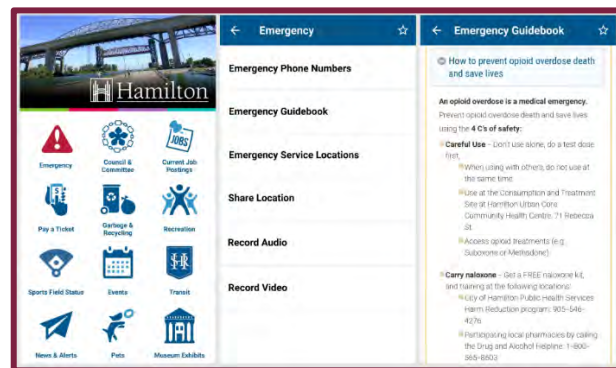 Hamilton
Emergency
Council &
Committee
JOBS
Current Job
Postings
Pay a Ticket
Garbage &
Recycling
Recreation
Sports Field Status
Events
Transit
News & Alerts
Pets
Museum Exhibits
Emergency
Emergency Phone Numbers
Emergency Guidebook
Emergency Service Locations
Share Location
Record Audio
Record Video
Emergency Guidebook
How to prevent opioid overdose death
and save lives
An opioid overdose is a medical emergency.
Prevent opioid overdose death and save lives
using the 4 C's of safety:
Careful Use - Don't use alone, do a test dose
first,
When using with others, do not use at
the same time
Use at the Consumption and Treatment
Site at Hamilton Urban Core
Community Health Centre, 71 Rebecca
St.
Access opioid treatments (e.g.
Suboxone or Methadone)
Carry naloxone - Get a FREE naloxone kit,
and training at the following locations:
City of Hamilton Public Health Services
Harm Reduction program: 905-546-
4276
Participating local pharmacies by calling
the Drug and Alcohol Helpline: 1-800-
565-8603